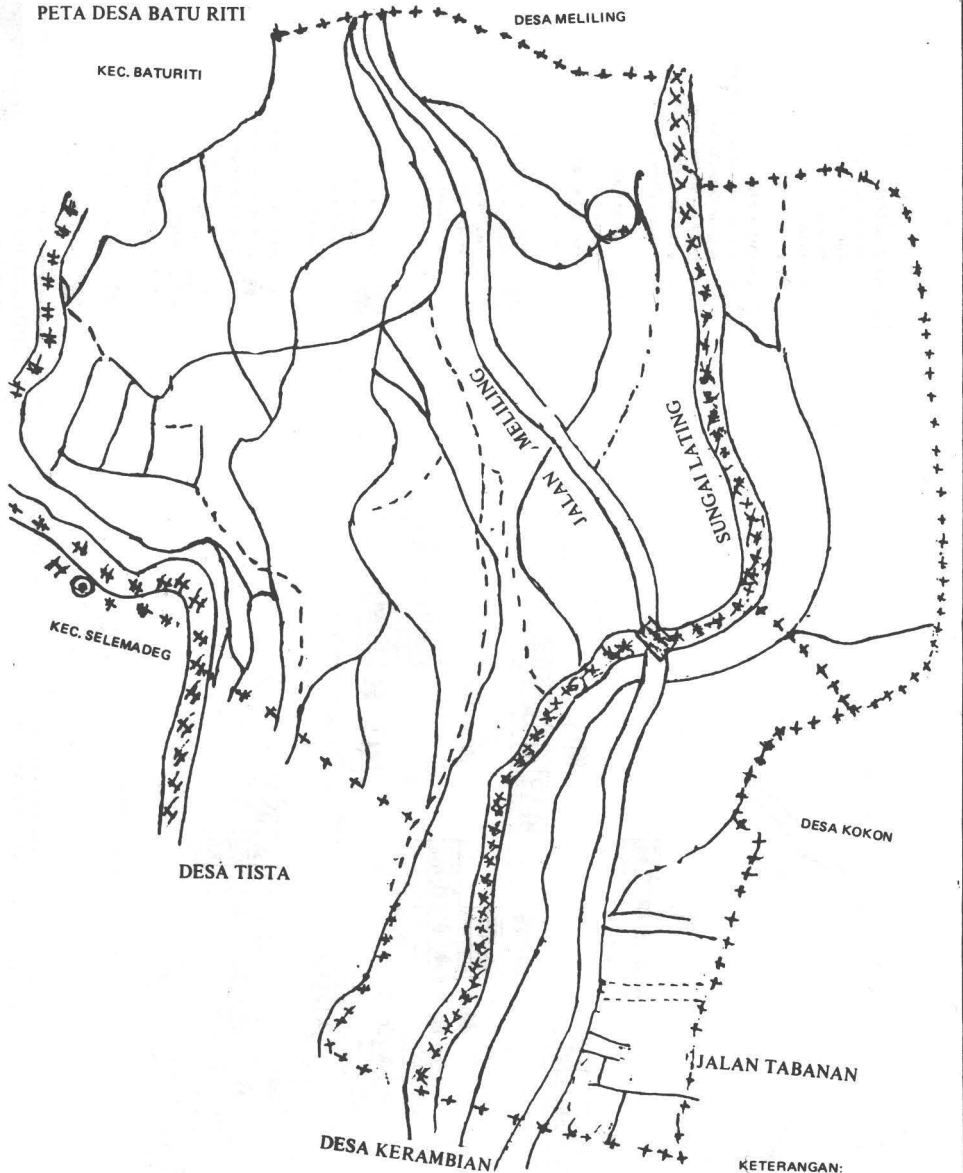 PETA DESA BATU RITI
DESA MELILING
KEC. BATURITI
JALAN MELILING
SUNGAI LATING
KEC. SELEMADEG
DESA KOKON
DESA TISTA
JALAN TABANAN
DESA KERAMBIAN
KETERANGAN: